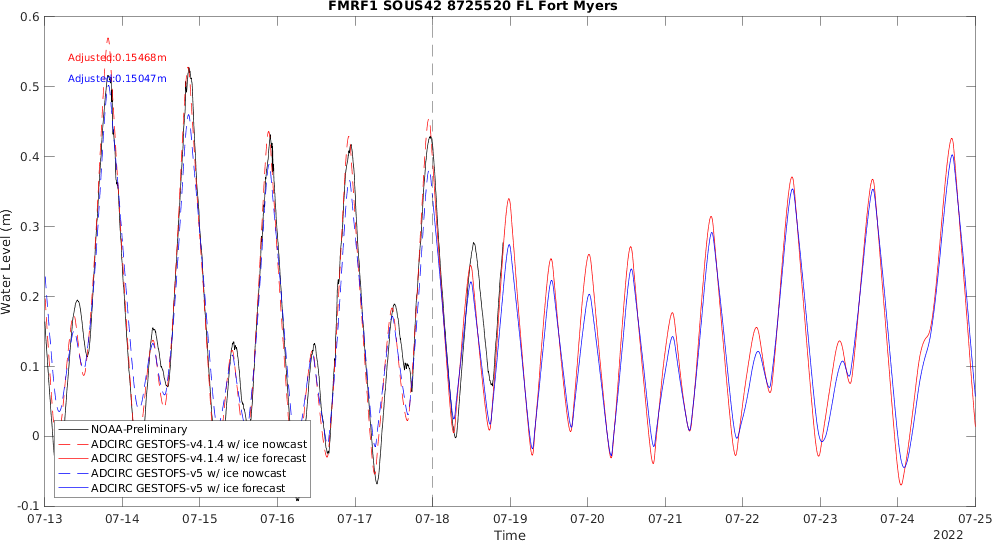 FMRF1 SOUS42 8725520 FL Fort Myers
0.6
Adjusted:0.15468m
Adjusted:0.15047m
0.5
0.4
0.3
0.2
0.1
0
-0.1
Water Level (m)
NOAA-Preliminary
ADCIRC GESTOFS-v4.1.4 w/ ice nowcast
ADCIRC GESTOFS-v4.1.4 w/ ice forecast
ADCIRC GESTOFS-v5 w/ ice nowcast
ADCIRC GESTOFS-v5 w/ ice forecast
07-13 07-14 07-15 07-16 07-17 07-18 07-19 07-20 07-21 07-22 07-23 07-24 07-25
Time
2022